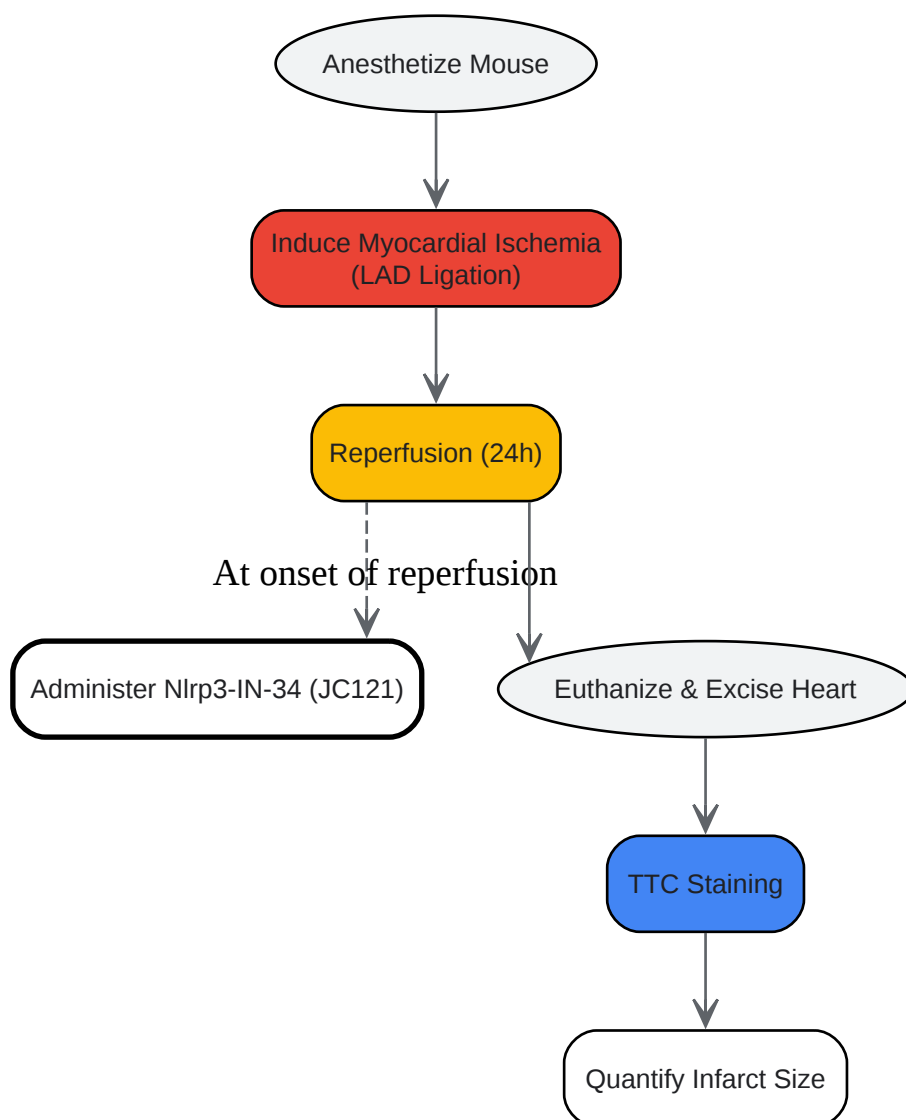 Anesthetize Mouse
Induce Myocardial Ischemia
(LAD Ligation)
Reperfusion (24h)
At onset of reperfusion
Administer Nlrp3-IN-34 (JC121)
Euthanize & Excise Heart
TTC Staining
Quantify Infarct Size